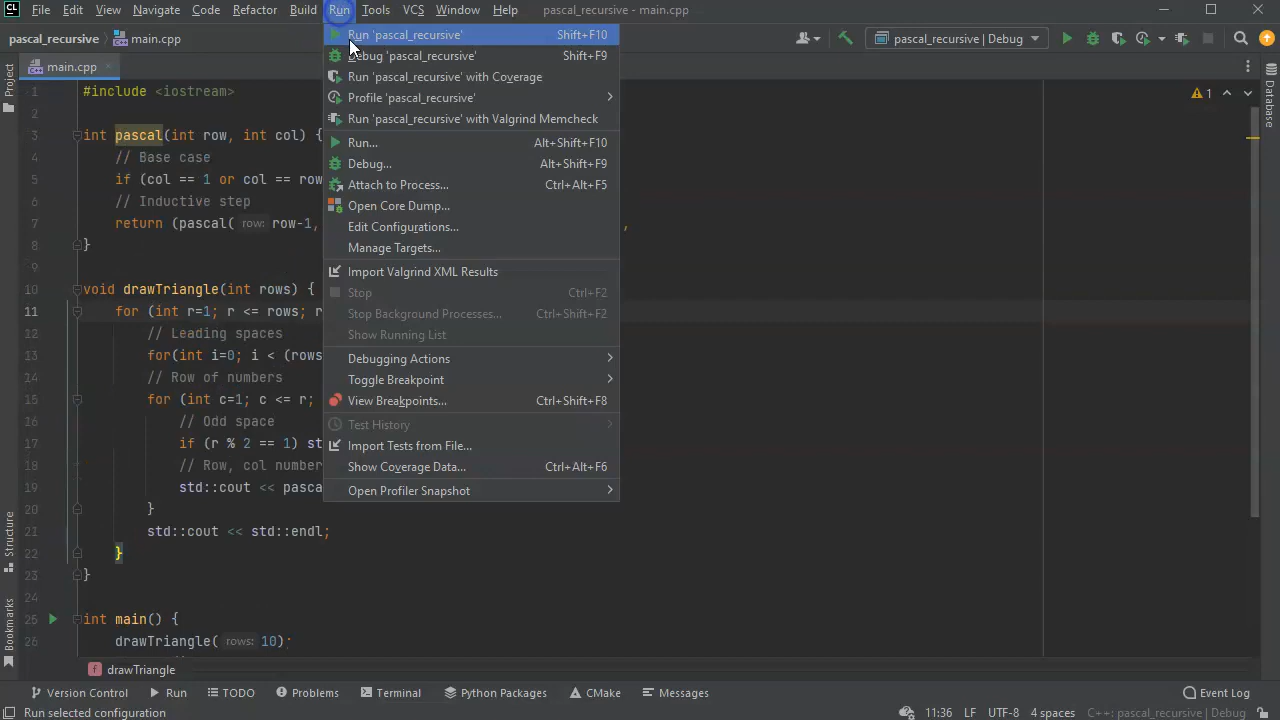 CL File Edit View Navigate Code Refactor Build Run Tools VCS Window Help pascal_recursive - main.cpp
pascal_recursive main.cpp pascal_recursive | Debug
main.cpp
Project
Database
Structure
Bookmarks
1 #include <iostream>
2
3 int pascal(int row, int col) {
4 // Base case
5 if (col == 1 or col == row
6 // Inductive step
7 return (pascal( row: row-1,
8 }
9
10 void drawTriangle(int rows) {
11 for (int r=1; r <= rows; r
12 // Leading spaces
13 for(int i=0; i < (rows
14 // Row of numbers
15 for (int c=1; c <= r;
16 // Odd space
17 if (r % 2 == 1) st
18 // Row, col number
19 std::cout << pasca
20 }
21 std::cout << std::endl;
22 }
23 }
24
25 int main() {
26 drawTriangle( rows: 10);
1
Run 'pascal_recursive' Shift+F10
Debug 'pascal_recursive' Shift+F9
Run 'pascal_recursive' with Coverage
Profile 'pascal_recursive'
Run 'pascal_recursive' with Valgrind Memcheck
Run... Alt+Shift+F10
Debug... Alt+Shift+F9
Attach to Process... Ctrl+Alt+F5
Open Core Dump...
Edit Configurations...
Manage Targets...
Import Valgrind XML Results
Stop Ctrl+F2
Stop Background Processes... Ctrl+Shift+F2
Show Running List
Debugging Actions
Toggle Breakpoint
View Breakpoints... Ctrl+Shift+F8
Test History
Import Tests from File...
Show Coverage Data... Ctrl+Alt+F6
Open Profiler Snapshot
f drawTriangle
Version Control Run TODO Problems Terminal Python Packages CMake Messages Event Log
Run selected configuration 11:36 LF UTF-8 4 spaces C++: pascal_recursive | Debug